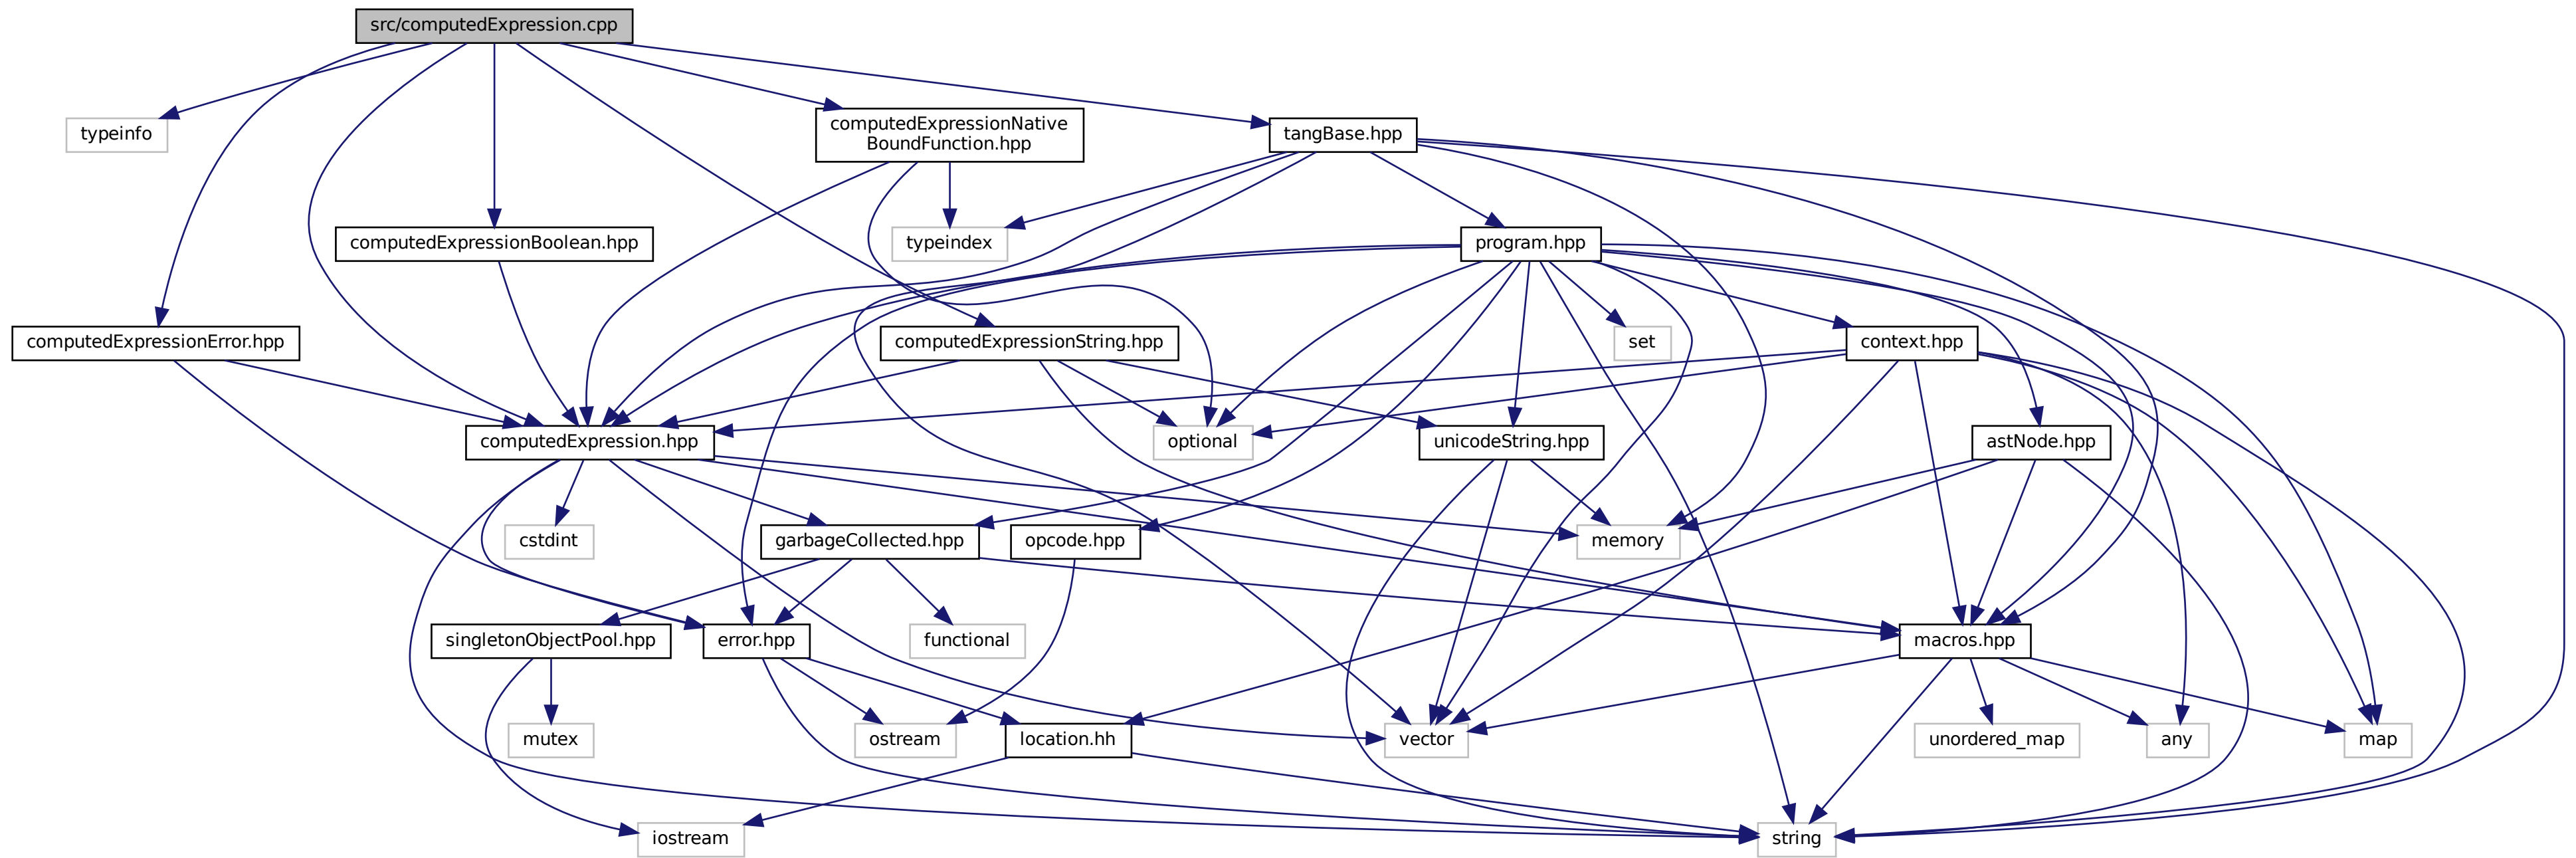 src/computedExpression.cpp
typeinfo
computedExpressionNative
BoundFunction.hpp
tangBase.hpp
computedExpressionBoolean.hpp
typeindex
program.hpp
computedExpressionError.hpp
computedExpressionString.hpp
set
context.hpp
computedExpression.hpp
optional
unicodeString.hpp
astNode.hpp
cstdint
garbageCollected.hpp
opcode.hpp
memory
singletonObjectPool.hpp
error.hpp
functional
macros.hpp
mutex
ostream
location.hh
vector
unordered_map
any
map
iostream
string